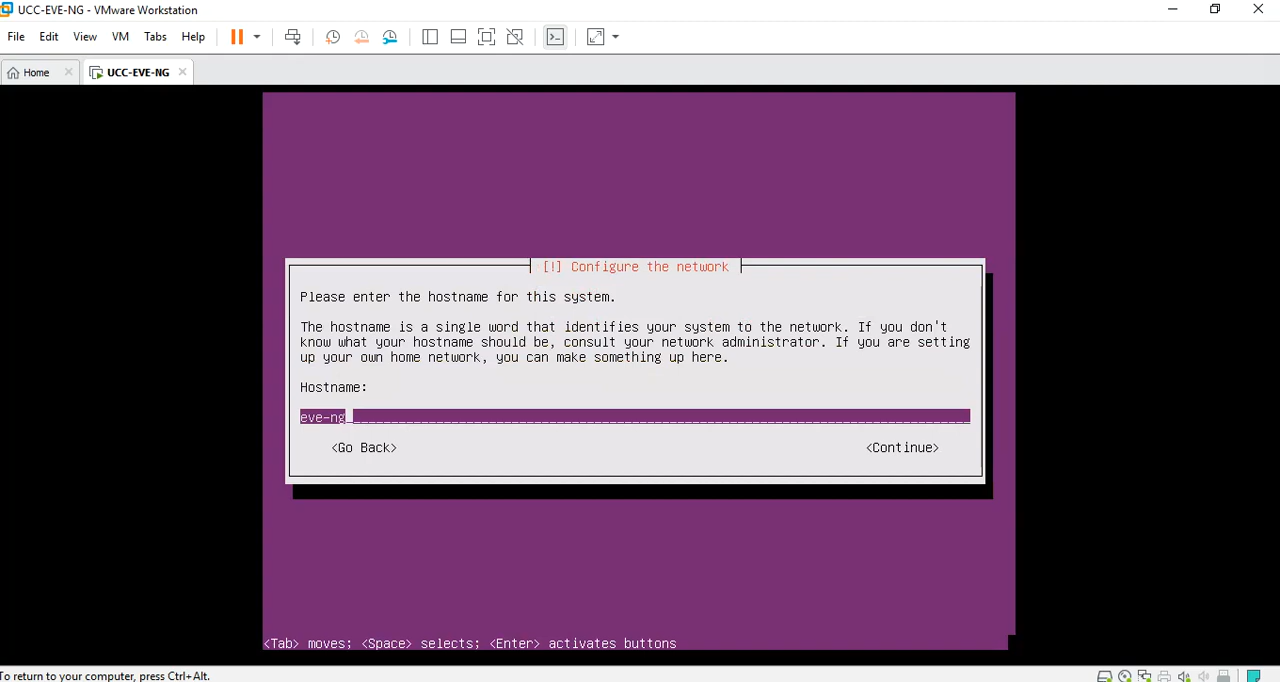 UCC-EVE-NG - VMware Workstation
File Edit View VM Tabs Help
Home UCC-EVE-NG
[!] Configure the network
Please enter the hostname for this system.
The hostname is a single word that identifies your system to the network. If you don't
know what your hostname should be, consult your network administrator. If you are setting
up your own home network, you can make something up here.
Hostname:
eve-ng
<Go Back> <Continue>
<Tab> moves; <Space> selects; <Enter> activates buttons
To return to your computer, press Ctrl+Alt.